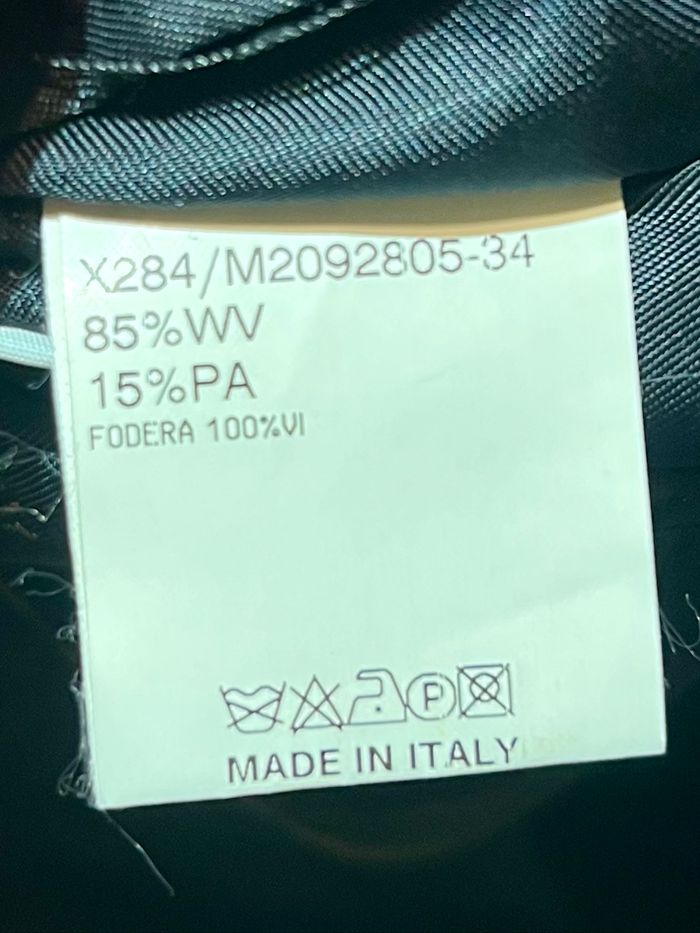 X284/M2092805-34
85%WV
15%PA
FODERA 100%VI
P
MADE IN ITALY